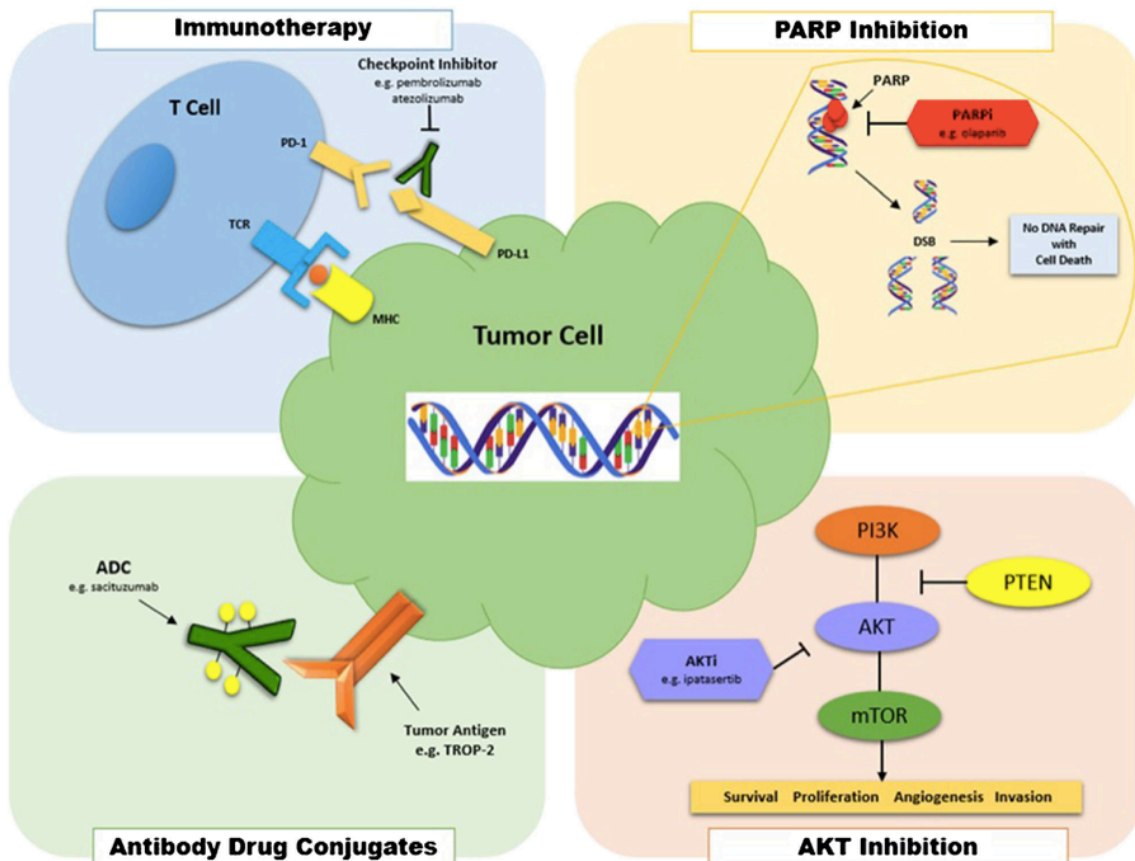 Immunotherapy
Checkpoint Inhibitor
e.g. pembrolizumab
atezolizumab
T Cell
PD-1
TCR
PD-L1
MHC
PARP Inhibition
PARP
PARPi
e.g. olaparib
DSB
No DNA Repair
with
Cell Death
Tumor Cell
ADC
e.g. sacituzumab
Tumor Antigen
e.g. TROP-2
Antibody Drug Conjugates
PI3K
PTEN
AKT
AKTi
e.g. ipatasertib
mTOR
Survival Proliferation Angiogenesis Invasion
AKT Inhibition